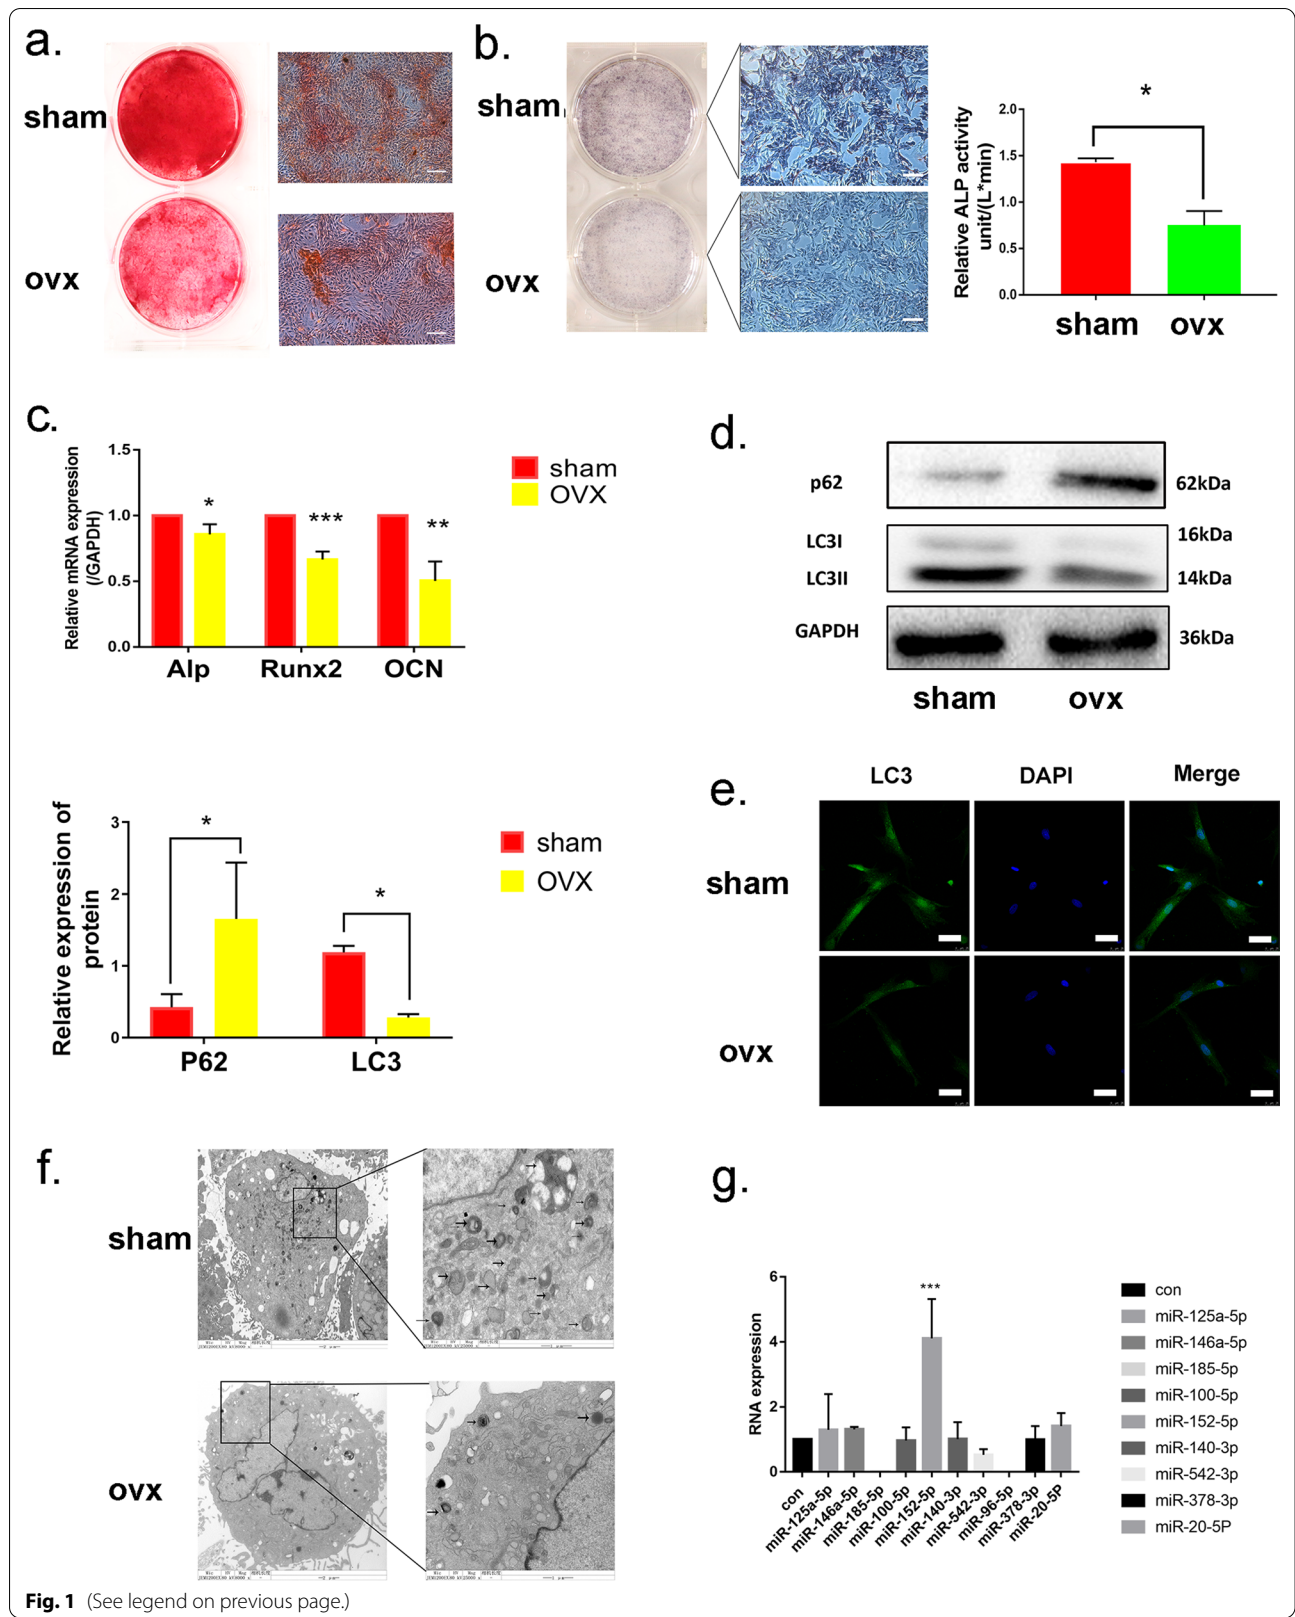 a.
sham
ovx
b.
sham
ovx
*
Relative ALP activity
unit/(L*min)
2.0
1.5
1.0
0.5
0.0
sham
ovx
c.
Relative mRNA expression
(/GAPDH)
1.5
1.0
0.5
0.0
*
***
**
Alp
Runx2
OCN
sham
OVX
d.
p62
62kDa
LC3I
16kDa
LC3II
14kDa
GAPDH
36kDa
sham
ovx
Relative expression of
protein
3
2
1
0
*
*
P62
LC3
sham
OVX
e.
LC3
DAPI
Merge
sham
ovx
f.
sham
ovx
g.
RNA expression
6
4
2
0
***
con
miR-125a-5p
miR-146a-5p
miR-185-5p
miR-100-5p
miR-152-5p
miR-140-3p
miR-542-3p
miR-96-5p
miR-378-3p
miR-20-5P
con
miR-125a-5p
miR-146a-5p
miR-185-5p
miR-100-5p
miR-152-5p
miR-140-3p
miR-542-3p
miR-378-3p
miR-20-5P
Fig. 1 (See legend on previous page.)